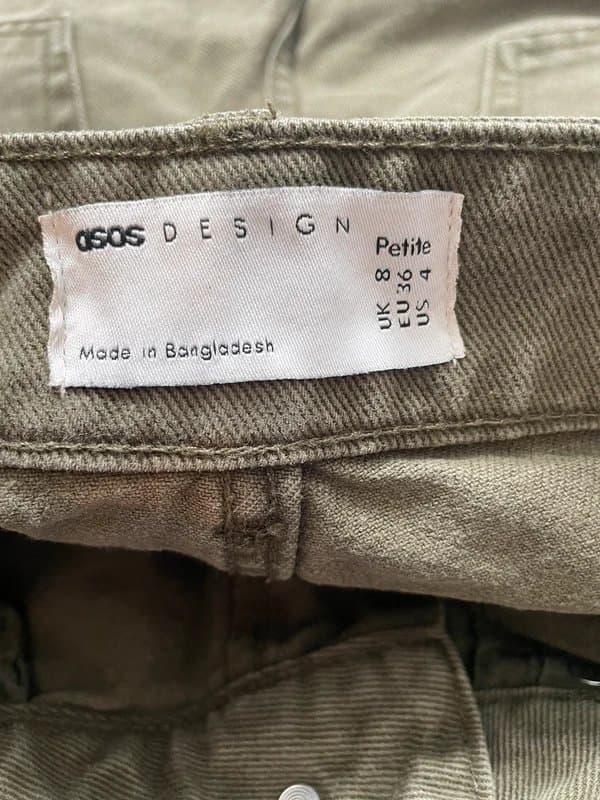 asos DESIGN
Petite
UK 8
EU 36
US 4
Made in Bangladesh